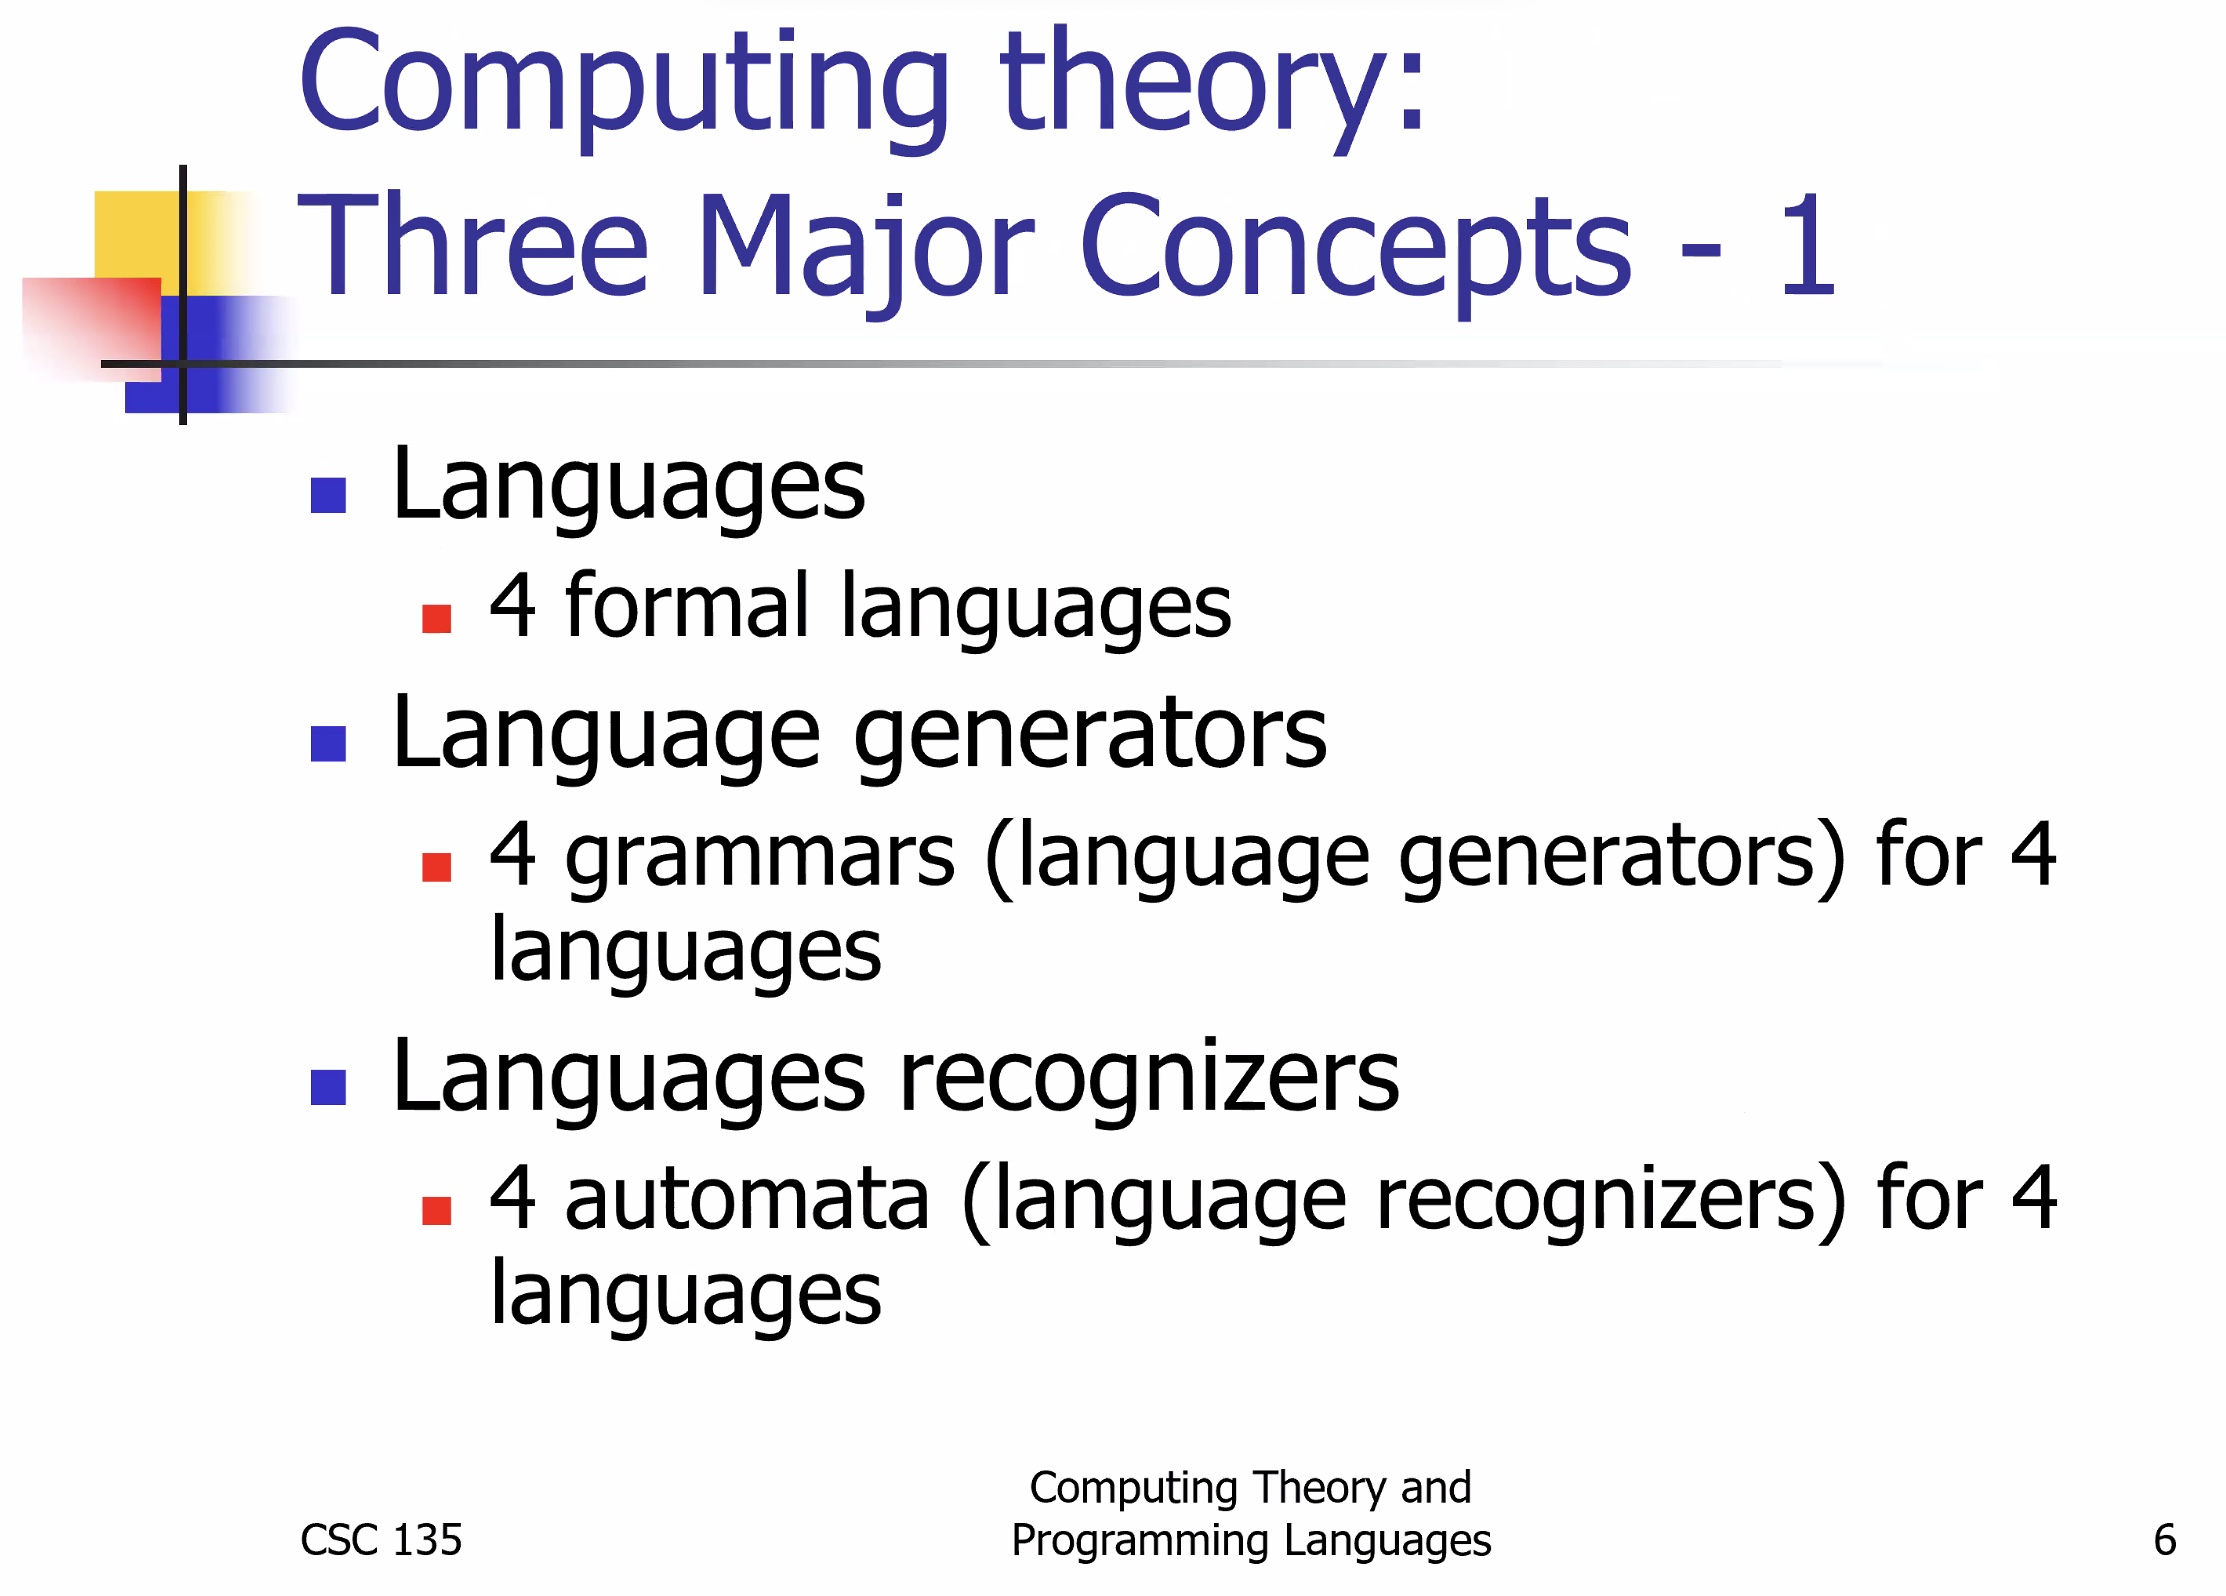 Computing theory:
Three Major Concepts - 1
Languages
4 formal languages
Language generators
4 grammars (language generators) for 4
languages
Languages recognizers
4 automata (language recognizers) for 4
languages
CSC 135
Computing Theory and
Programming Languages
6